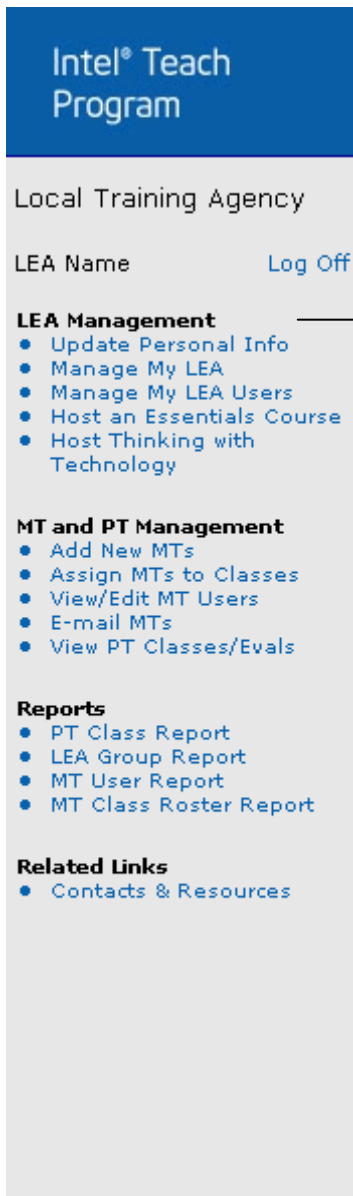 Intel® Teach
Program
Local Training Agency
LEA Name Log Off
LEA Management
• Update Personal Info
• Manage My LEA
• Manage My LEA Users
• Host an Essentials Course
• Host Thinking with
Technology
MT and PT Management
• Add New MTs
• Assign MTs to Classes
• View/Edit MT Users
• E-mail MTs
• View PT Classes/Evals
Reports
• PT Class Report
• LEA Group Report
• MT User Report
• MT Class Roster Report
Related Links
• Contacts & Resources